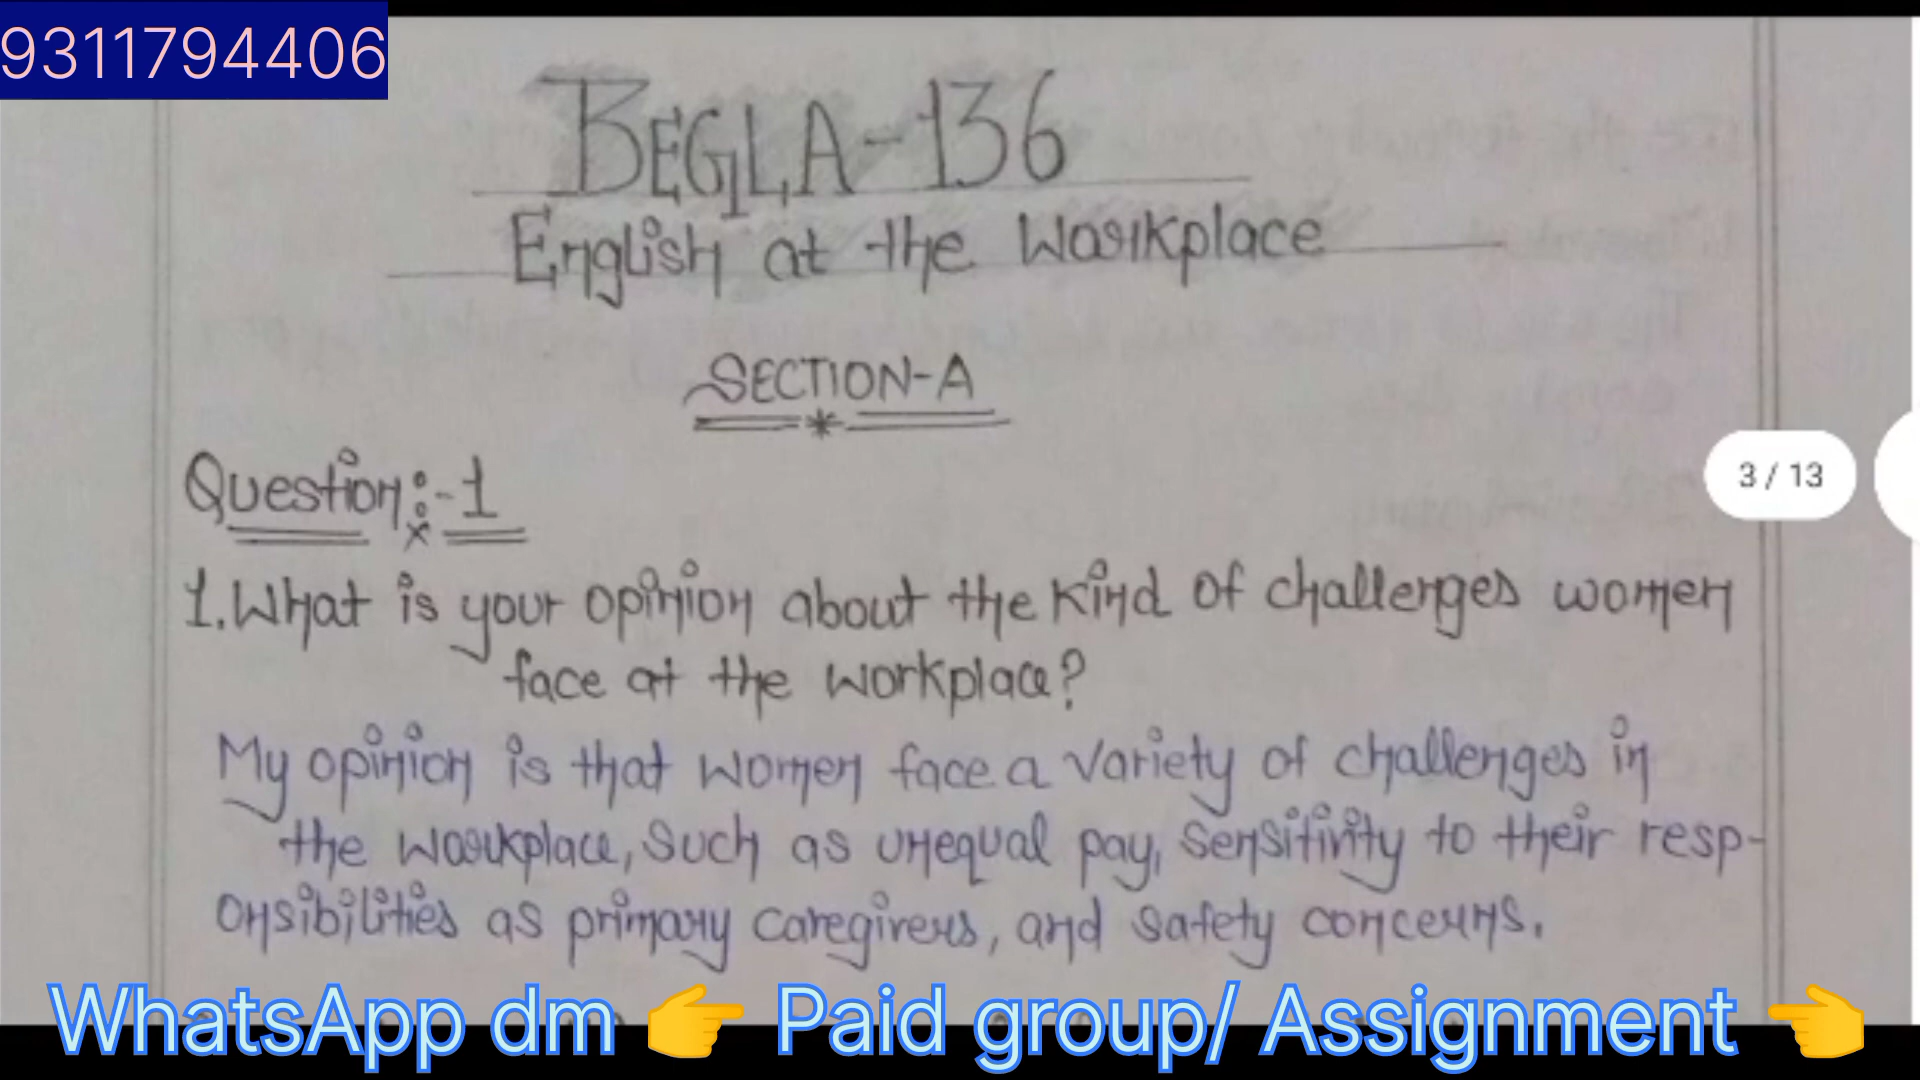 9311794406
BEGLA-136
English at the Workplace
SECTION-A
Question:-1
3 / 13
1. What is your opinion about the kind of challenges women
face at the workplace?
My opinion is that women face a variety of challenges in
the workplace, such as unequal pay, sensitivity to their resp-
onsibilities as primary caregivers, and safety concerns.
WhatsApp dm 👉 Paid group/ Assignment 👈